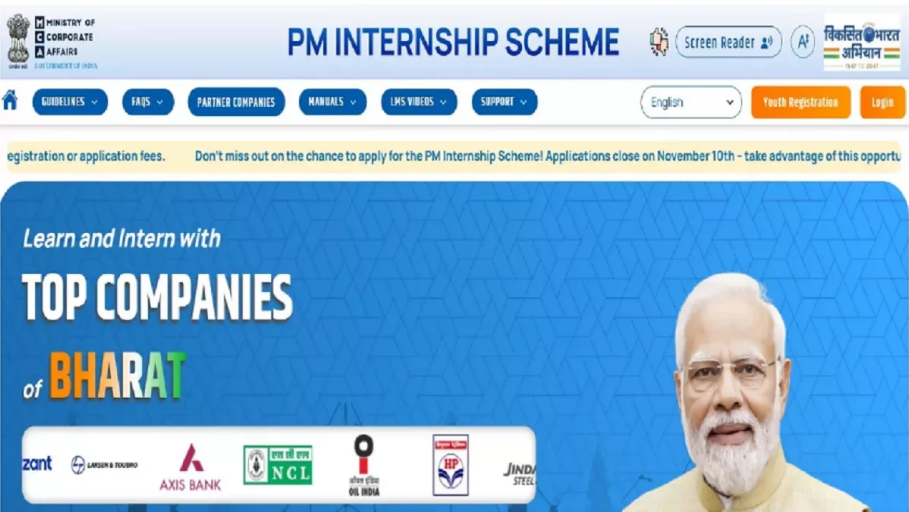 MINISTRY OF
CORPORATE
AFFAIRS
GOVERNMENT OF INDIA
PM INTERNSHIP SCHEME
Screen Reader
विकसित भारत
अभियान
GUIDELINES
FAQS
PARTNER COMPANIES
MANUALS
LMS VIDEOS
SUPPORT
English
Youth Registration
Login
egistration or application fees. Don't miss out on the chance to apply for the PM Internship Scheme! Applications close on November 10th - take advantage of this opportu
Learn and Intern with
TOP COMPANIES
of BHARAT
zant
LARSEN & TOUBRO
AXIS BANK
एन सी एल
NCL
ऑयल इंडिया
OIL INDIA
HP
JINDA
STEEL